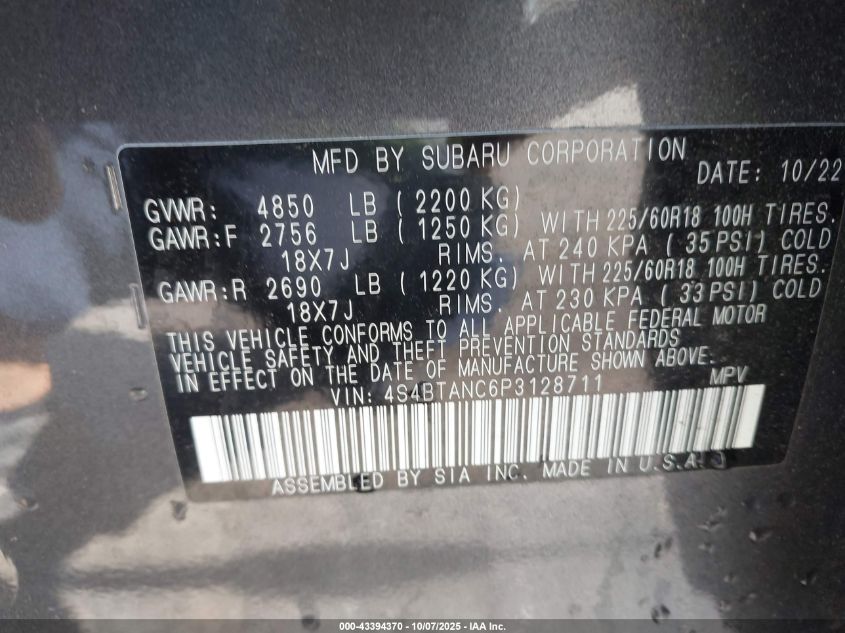 MFD BY SUBARU CORPORATION
DATE: 10/22
GVWR: 4850 LB ( 2200 KG)
GAWR:F 2756 LB ( 1250 KG) WITH 225/60R18 100H TIRES.
18X7J RIMS. AT 240 KPA ( 35 PSI) COLD
GAWR:R 2690 LB ( 1220 KG) WITH 225/60R18 100H TIRES.
18X7J RIMS. AT 230 KPA ( 33 PSI) COLD
THIS VEHICLE CONFORMS TO ALL APPLICABLE FEDERAL MOTOR
VEHICLE SAFETY AND THEFT PREVENTION STANDARDS
IN EFFECT ON THE DATE OF MANUFACTURE SHOWN ABOVE.
VIN: 4S4BTANC6P3128711 MPV
ASSEMBLED BY SIA INC. MADE IN U.S.A.
000-43394370 - 10/07/2025 - IAA Inc.